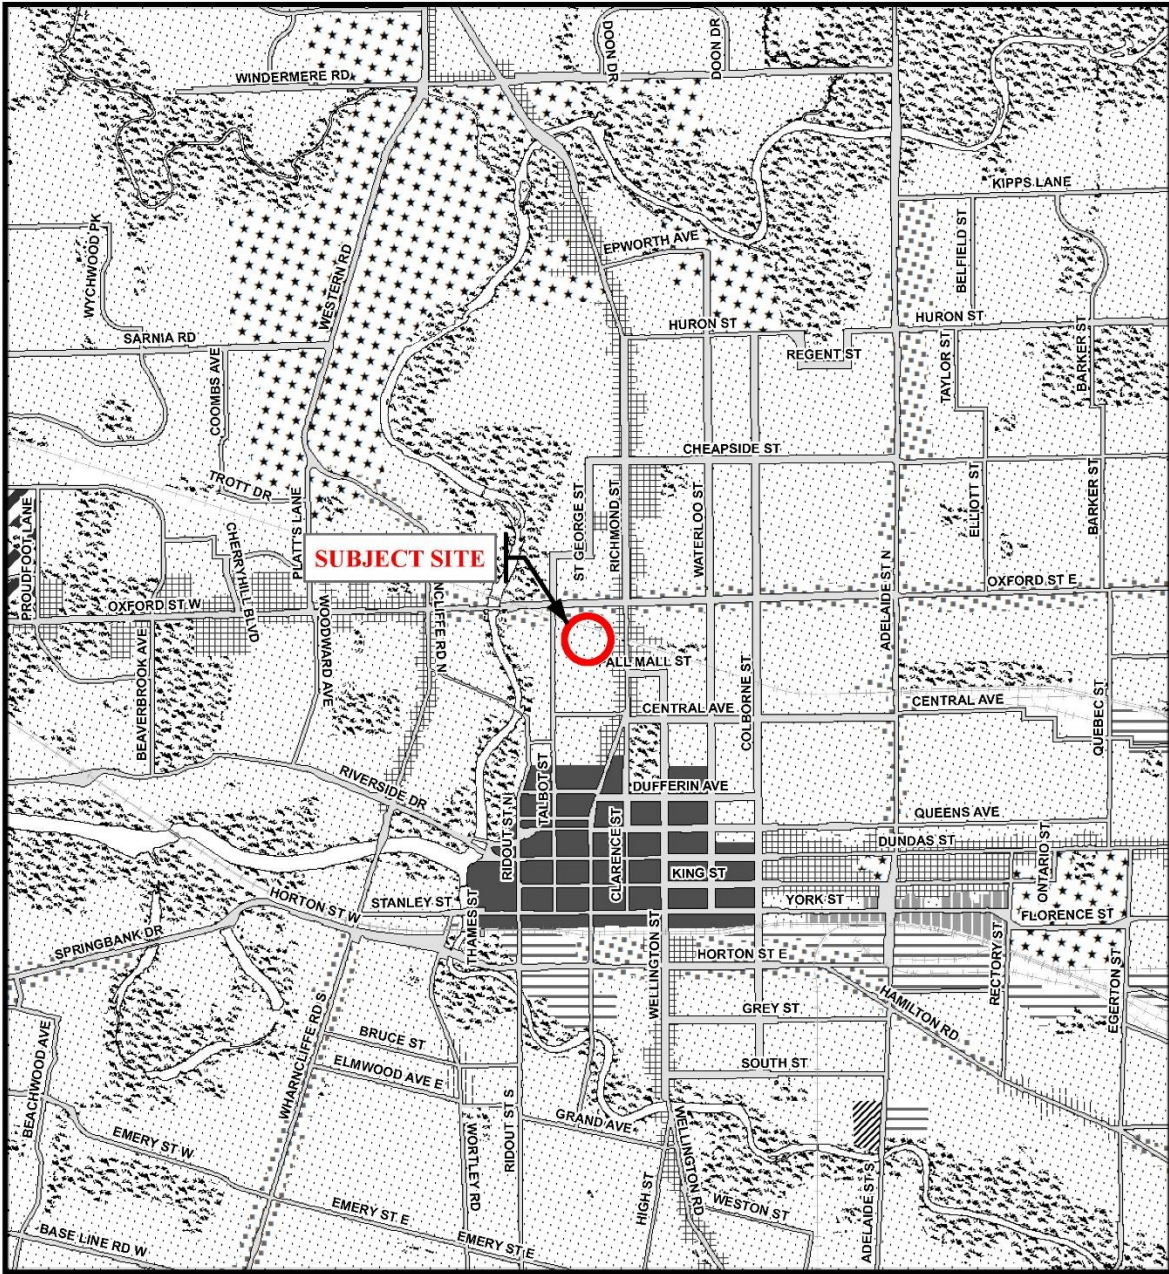 DOON DR
DOON DR
WINDERMERE RD
KIPPS LANE
WYCHWOOD PK
WESTERN RD
EPWORTH AVE
BELFIELD ST
SARNIA RD
HURON ST
HURON ST
COOMBS AVE
REGENT ST
TAYLOR ST
BARKER ST
CHEAPSIDE ST
TROTT DR
PLATT'S LANE
ST GEORGE ST
RICHMOND ST
WATERLOO ST
ELLIOTT ST
BARKER ST
PROUDFOOT LANE
CHERRYHILL BLVD
SUBJECT SITE
ADELAIDE ST N
OXFORD ST E
OXFORD ST W
WOODWARD AVE
NCLIFFE RD N
BEAVERBROOK AVE
ALL MALL ST
COLBORNE ST
CENTRAL AVE
CENTRAL AVE
QUEBEC ST
RIVERSIDE DR
TALBOT ST
DUFFERIN AVE
RIDOUT ST N
CLARENCE ST
QUEENS AVE
DUNDAS ST
KING ST
ONTARIO ST
HORTON ST W
STANLEY ST
YORK ST
FLORENCE ST
SPRINGBANK DR
THAMES ST
WELLINGTON ST
HORTON ST E
RECTORY ST
EGERTON ST
HAMILTON RD
GREY ST
WHARNCLIFFE RD S
BRUCE ST
BEACHWOOD AVE
ELMWOOD AVE E
SOUTH ST
EMERY ST W
WORTLEY RD
RIDOUT ST S
GRAND AVE
WELLINGTON RD
HIGH ST
WESTON ST
ADELAIDE ST S
EMERY ST E
EMERY ST E
BASE LINE RD W